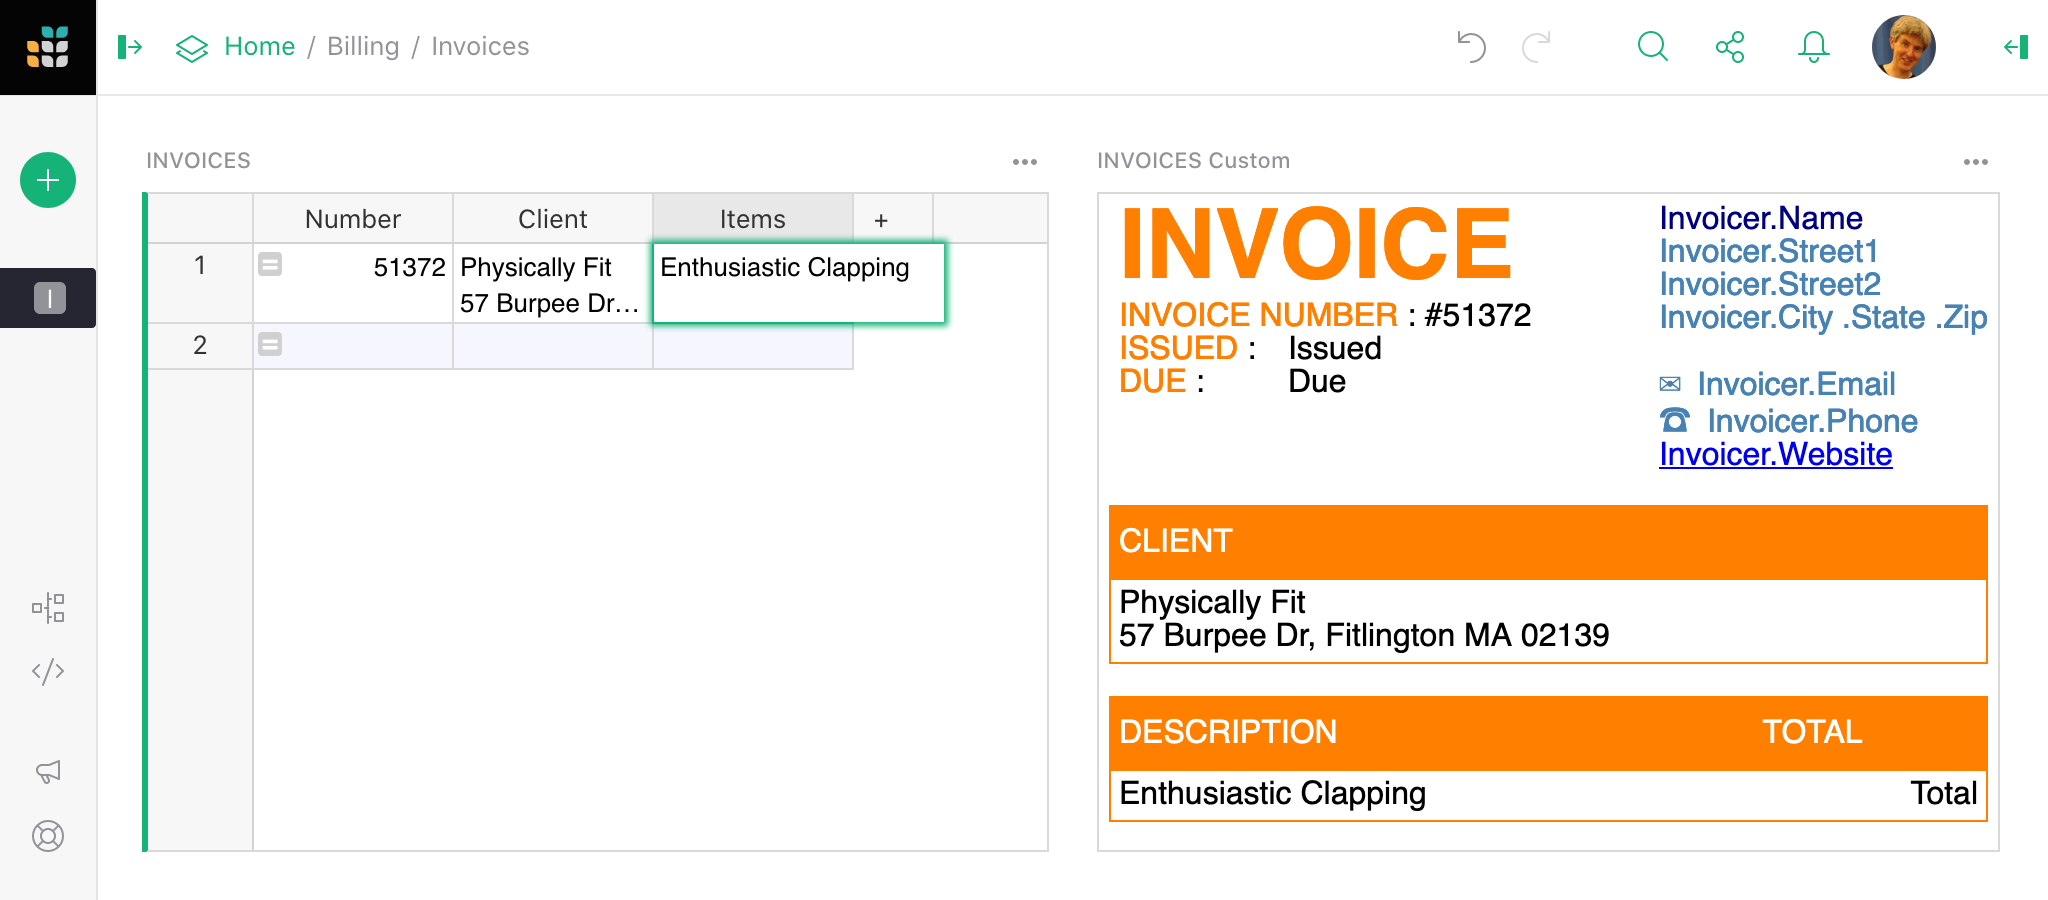 Home / Billing / Invoices
INVOICES
Number Client Items +
1 51372 Physically Fit Enthusiastic Clapping
57 Burpee Dr…
2
I
INVOICES Custom
INVOICE
INVOICE NUMBER : #51372
ISSUED : Issued
DUE : Due
Invoicer.Name
Invoicer.Street1
Invoicer.Street2
Invoicer.City .State .Zip
✉ Invoicer.Email
☎ Invoicer.Phone
Invoicer.Website
CLIENT
Physically Fit
57 Burpee Dr, Fitlington MA 02139
DESCRIPTION TOTAL
Enthusiastic Clapping Total